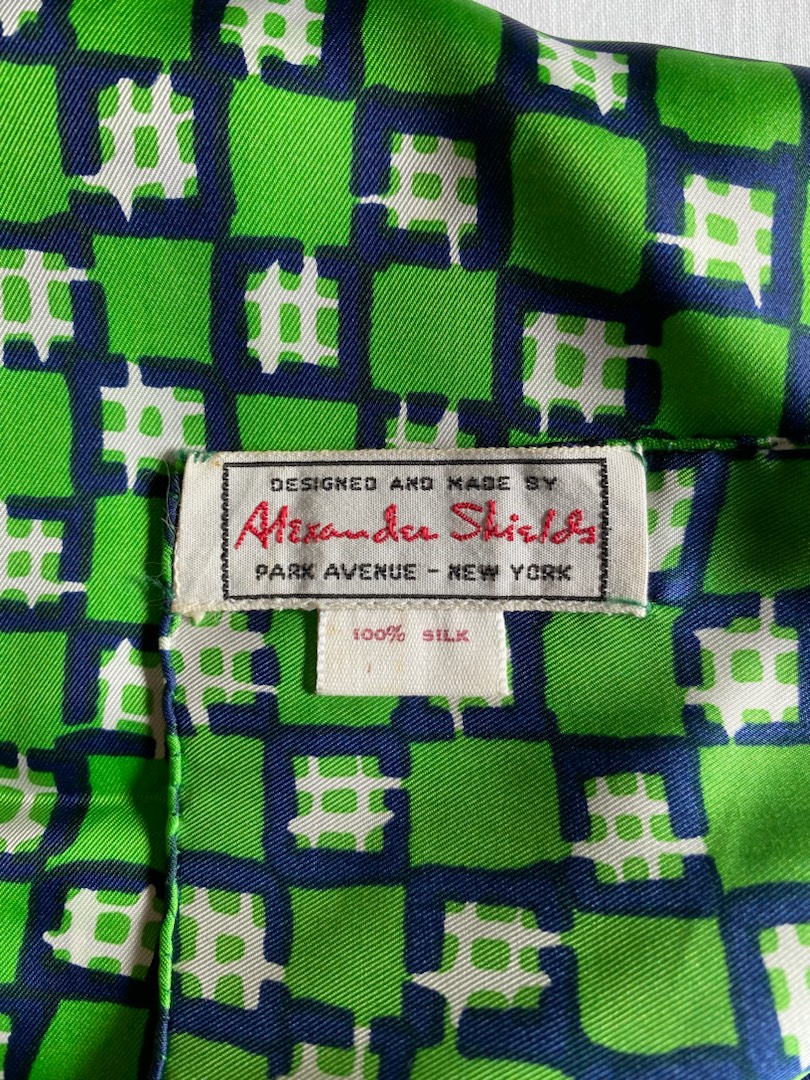 DESIGNED AND MADE BY
Alexander Shields
PARK AVENUE - NEW YORK
100% SILK